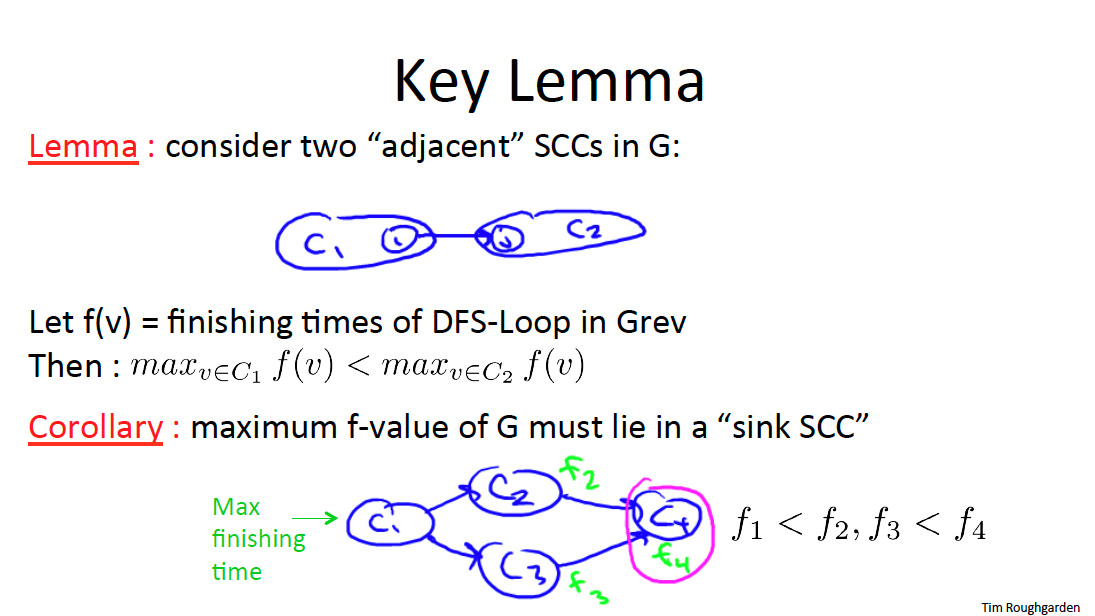 Key Lemma
Lemma : consider two “adjacent” SCCs in G:
C1 i j C2
Let f(v) = finishing times of DFS-Loop in Grev
Then : max_{v∈C_1} f(v) < max_{v∈C_2} f(v)
Corollary : maximum f-value of G must lie in a “sink SCC”
C2 f2
Max
finishing
time
C1
C4
f4
f_1 < f_2, f_3 < f_4
C3 f3
Tim Roughgarden